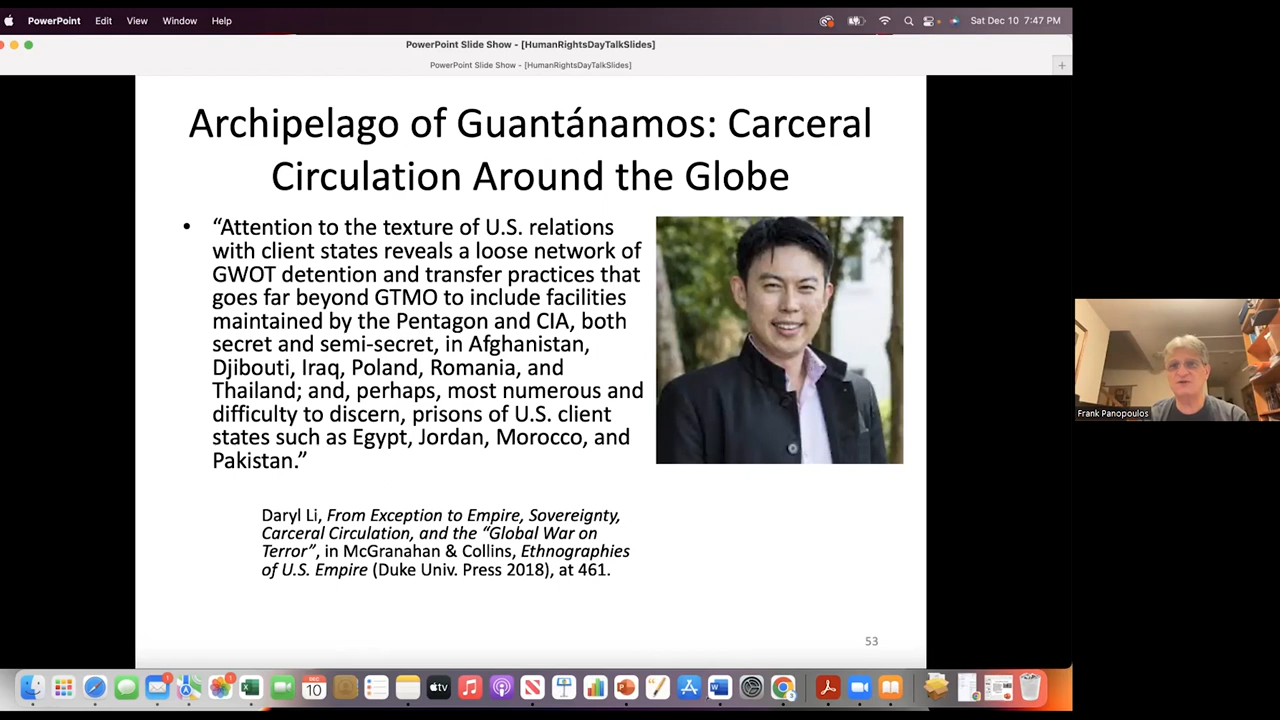 PowerPoint Edit View Window Help Sat Dec 10 7:47 PM
PowerPoint Slide Show - [HumanRightsDayTalkSlides]
PowerPoint Slide Show - [HumanRightsDayTalkSlides]
Archipelago of Guantánamos: Carceral
Circulation Around the Globe
• “Attention to the texture of U.S. relations
with client states reveals a loose network of
GWOT detention and transfer practices that
goes far beyond GTMO to include facilities
maintained by the Pentagon and CIA, both
secret and semi-secret, in Afghanistan,
Djibouti, Iraq, Poland, Romania, and
Thailand; and, perhaps, most numerous and
difficulty to discern, prisons of U.S. client
states such as Egypt, Jordan, Morocco, and
Pakistan.”
Daryl Li, From Exception to Empire, Sovereignty,
Carceral Circulation, and the “Global War on
Terror”, in McGranahan & Collins, Ethnographies
of U.S. Empire (Duke Univ. Press 2018), at 461.
53
Frank Panopoulos
DEC
10
tv